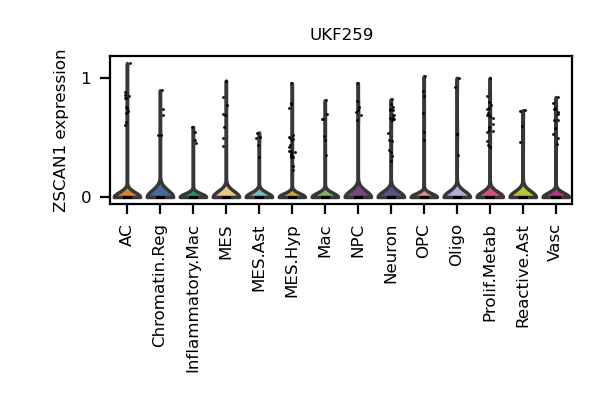 UKF259
ZSCAN1 expression
1
0
AC
Chromatin.Reg
Inflammatory.Mac
MES
MES.Ast
MES.Hyp
Mac
NPC
Neuron
OPC
Oligo
Prolif.Metab
Reactive.Ast
Vasc